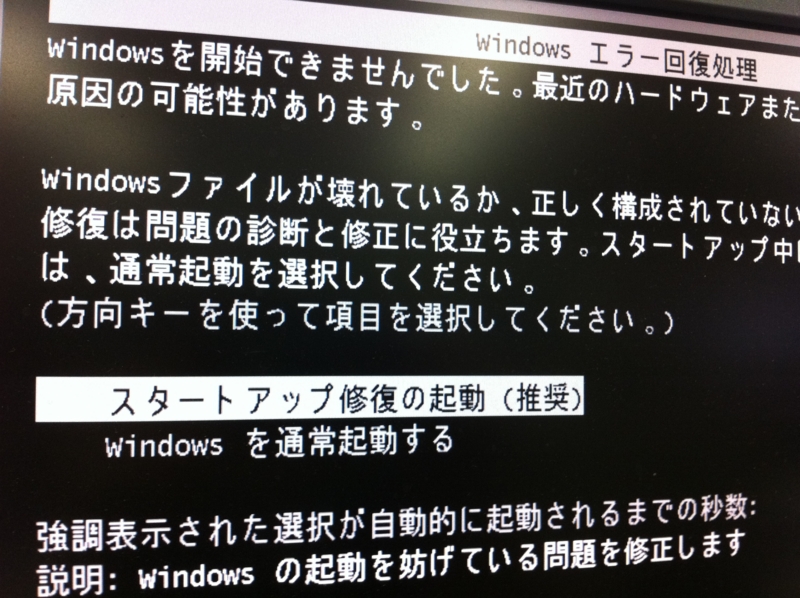 Windows エラー回復処理
Windowsを開始できませんでした。最近のハードウェアまた
原因の可能性があります。
Windowsファイルが壊れているか、正しく構成されていない
修復は問題の診断と修正に役立ちます。スタートアップ中
は、通常起動を選択してください。
(方向キーを使って項目を選択してください。)
スタートアップ修復の起動 (推奨)
Windows を通常起動する
強調表示された選択が自動的に起動されるまでの秒数:
説明: Windows の起動を妨げている問題を修正します